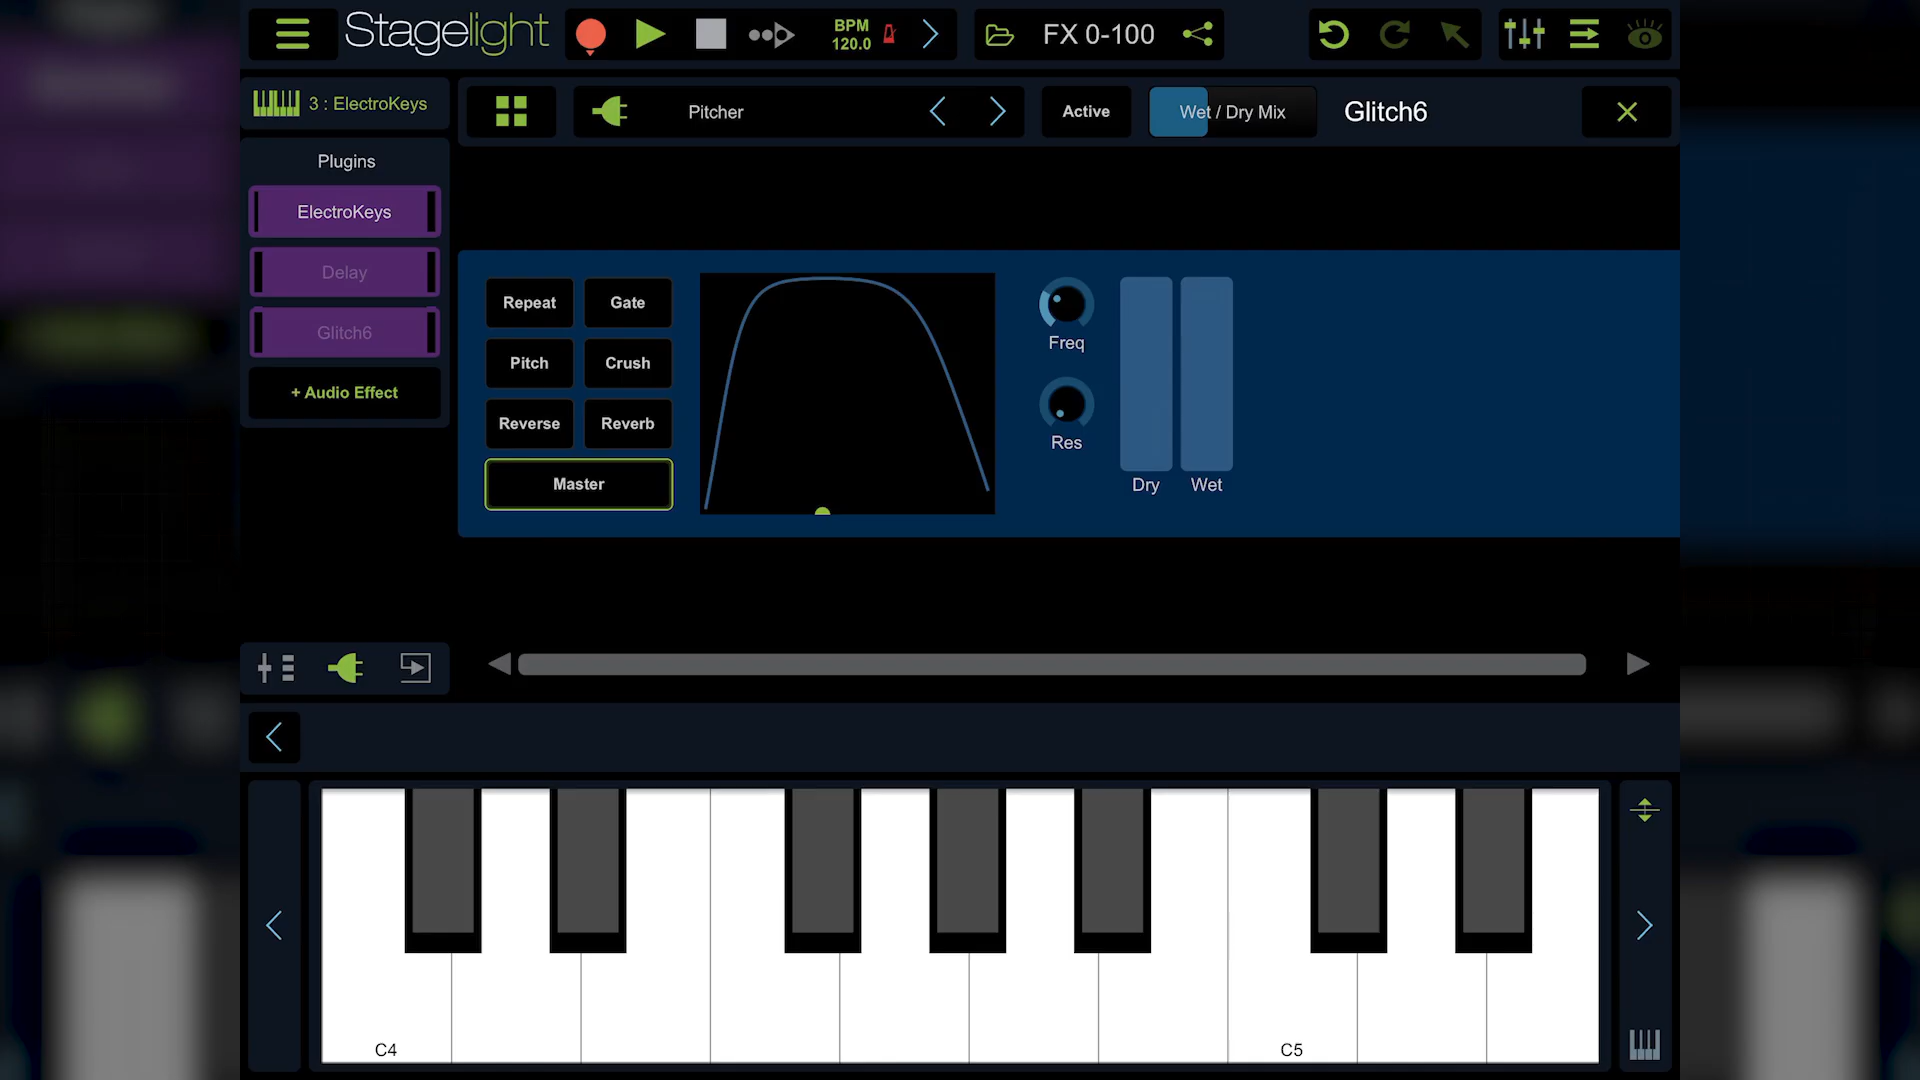 Stagelight
BPM
120.0
FX 0-100
3 : ElectroKeys
Pitcher
Active
Wet / Dry Mix
Glitch6
Plugins
ElectroKeys
Delay
Glitch6
+ Audio Effect
Repeat
Gate
Pitch
Crush
Reverse
Reverb
Master
Freq
Res
Dry
Wet
C4
C5